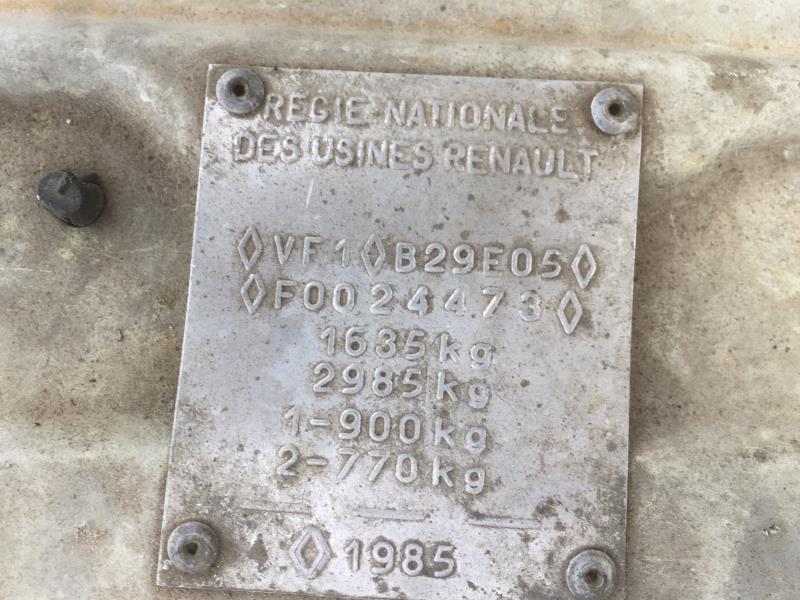 REGIE NATIONALE
DES USINES RENAULT
◊VF1◊B29E05◊
◊F0024473◊
1635kg
2985kg
1-900kg
2-770kg
◊1985